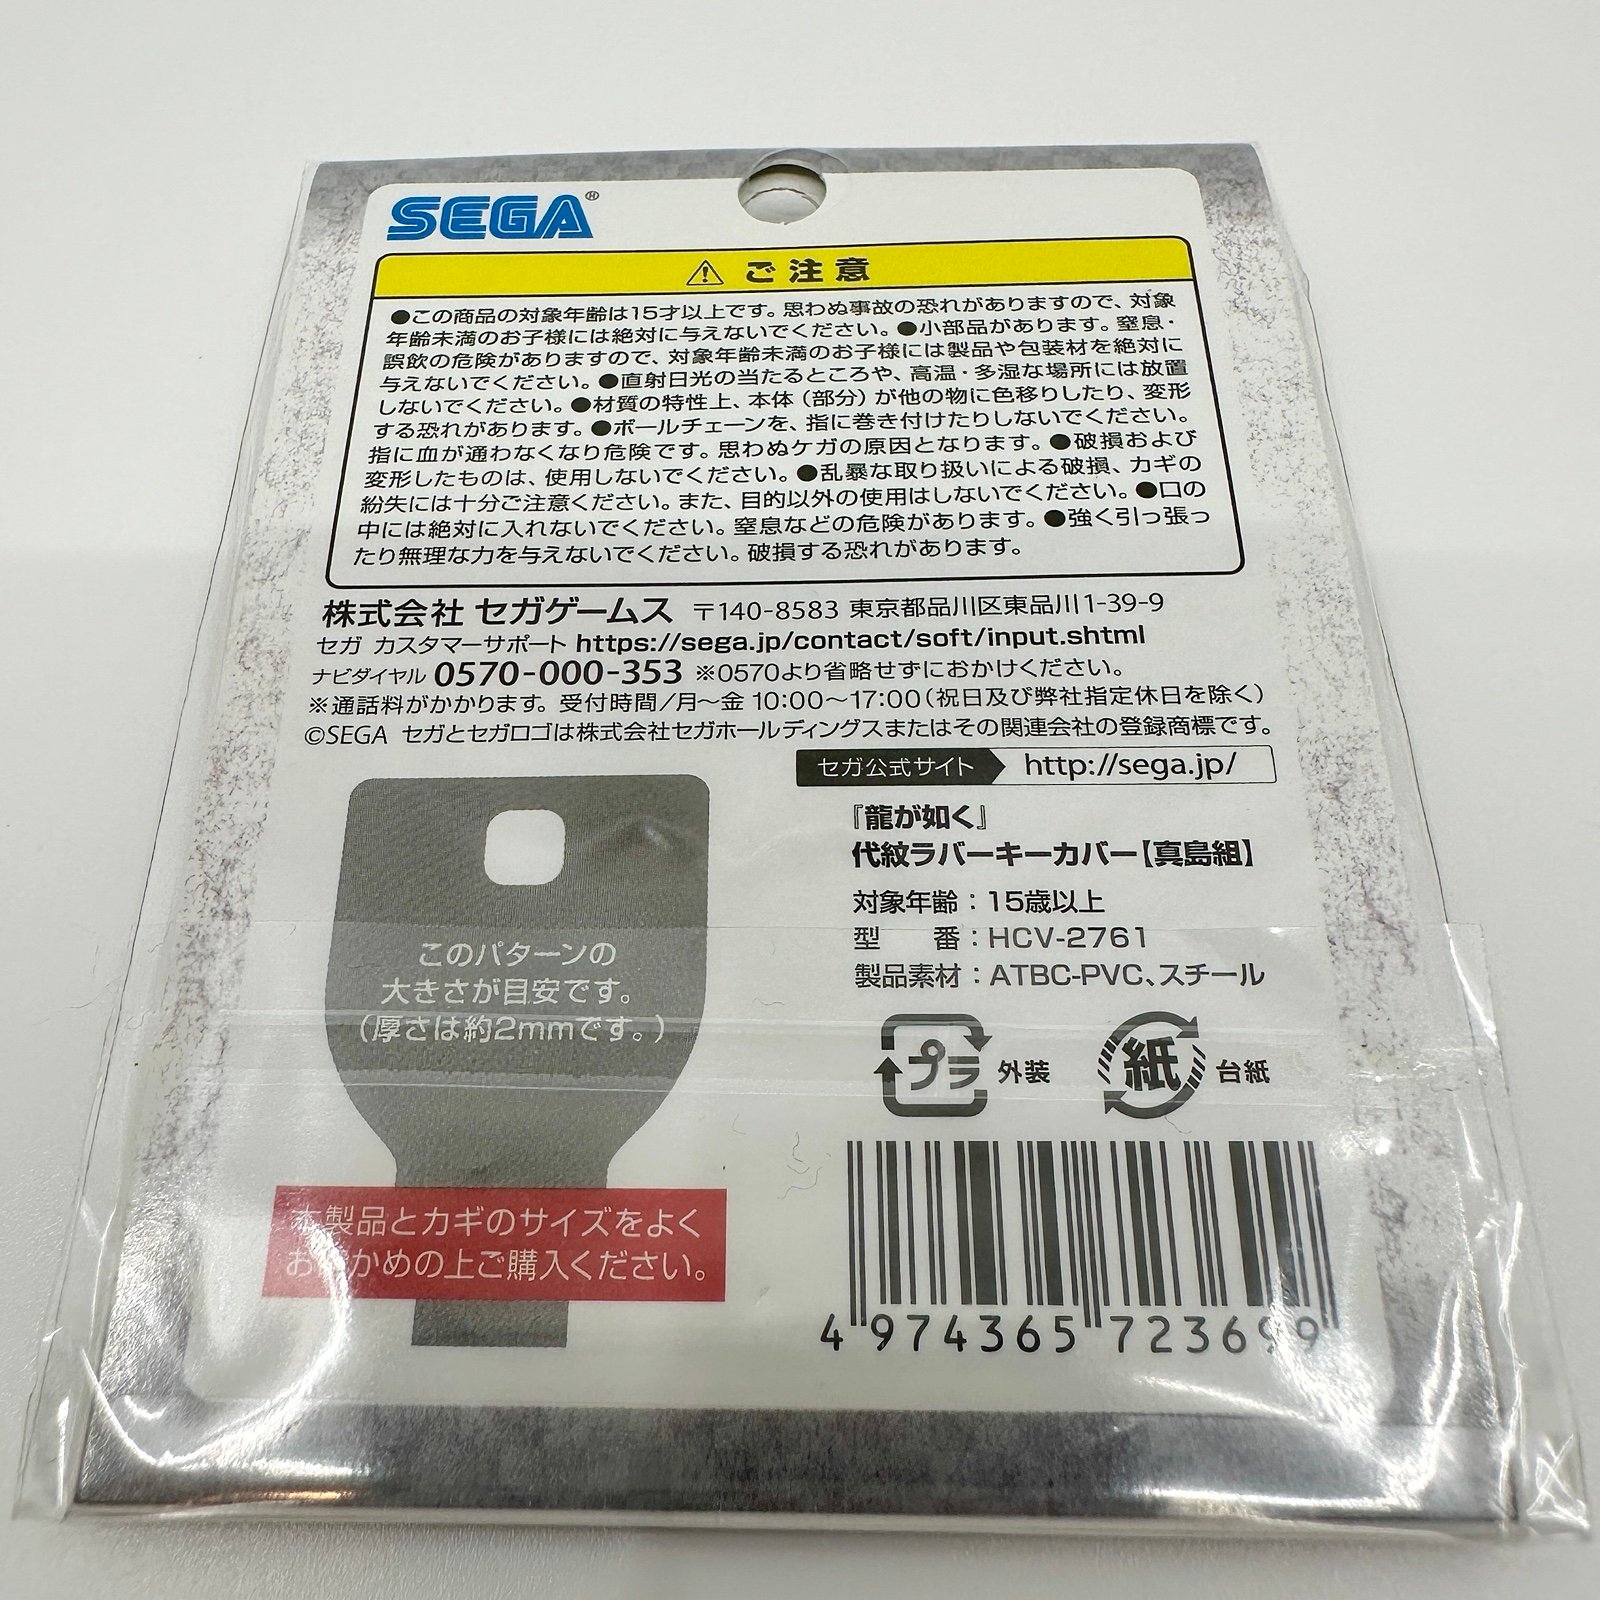 SEGA®
⚠ ご注意
●この商品の対象年齢は15才以上です。思わぬ事故の恐れがありますので、対象
年齢未満のお子様には絶対に与えないでください。●小部品があります。窒息・
誤飲の危険がありますので、対象年齢未満のお子様には製品や包装材を絶対に
与えないでください。●直射日光の当たるところや、高温・多湿な場所には放置
しないでください。●材質の特性上、本体（部分）が他の物に色移りしたり、変形
する恐れがあります。●ボールチェーンを、指に巻き付けたりしないでください。
指に血が通わなくなり危険です。思わぬケガの原因となります。●破損および
変形したものは、使用しないでください。●乱暴な取り扱いによる破損、カギの
紛失には十分ご注意ください。また、目的以外の使用はしないでください。●口の
中には絶対に入れないでください。窒息などの危険があります。●強く引っ張っ
たり無理な力を与えないでください。破損する恐れがあります。
株式会社 セガゲームス 〒140-8583 東京都品川区東品川1-39-9
セガ カスタマーサポート https://sega.jp/contact/soft/input.shtml
ナビダイヤル 0570-000-353 ※0570より省略せずにおかけください。
※通話料がかかります。受付時間/月〜金 10:00〜17:00（祝日及び弊社指定休日を除く）
©SEGA セガとセガロゴは株式会社セガホールディングスまたはその関連会社の登録商標です。
セガ公式サイト http://sega.jp/
『龍が如く』
代紋ラバーキーカバー【真島組】
対象年齢：15歳以上
型　番：HCV-2761
製品素材：ATBC-PVC、スチール
プラ 外装 紙 台紙
このパターンの
大きさが目安です。
（厚さは約2mmです。）
本製品とカギのサイズをよく
お確かめの上ご購入ください。
4 974365 723699